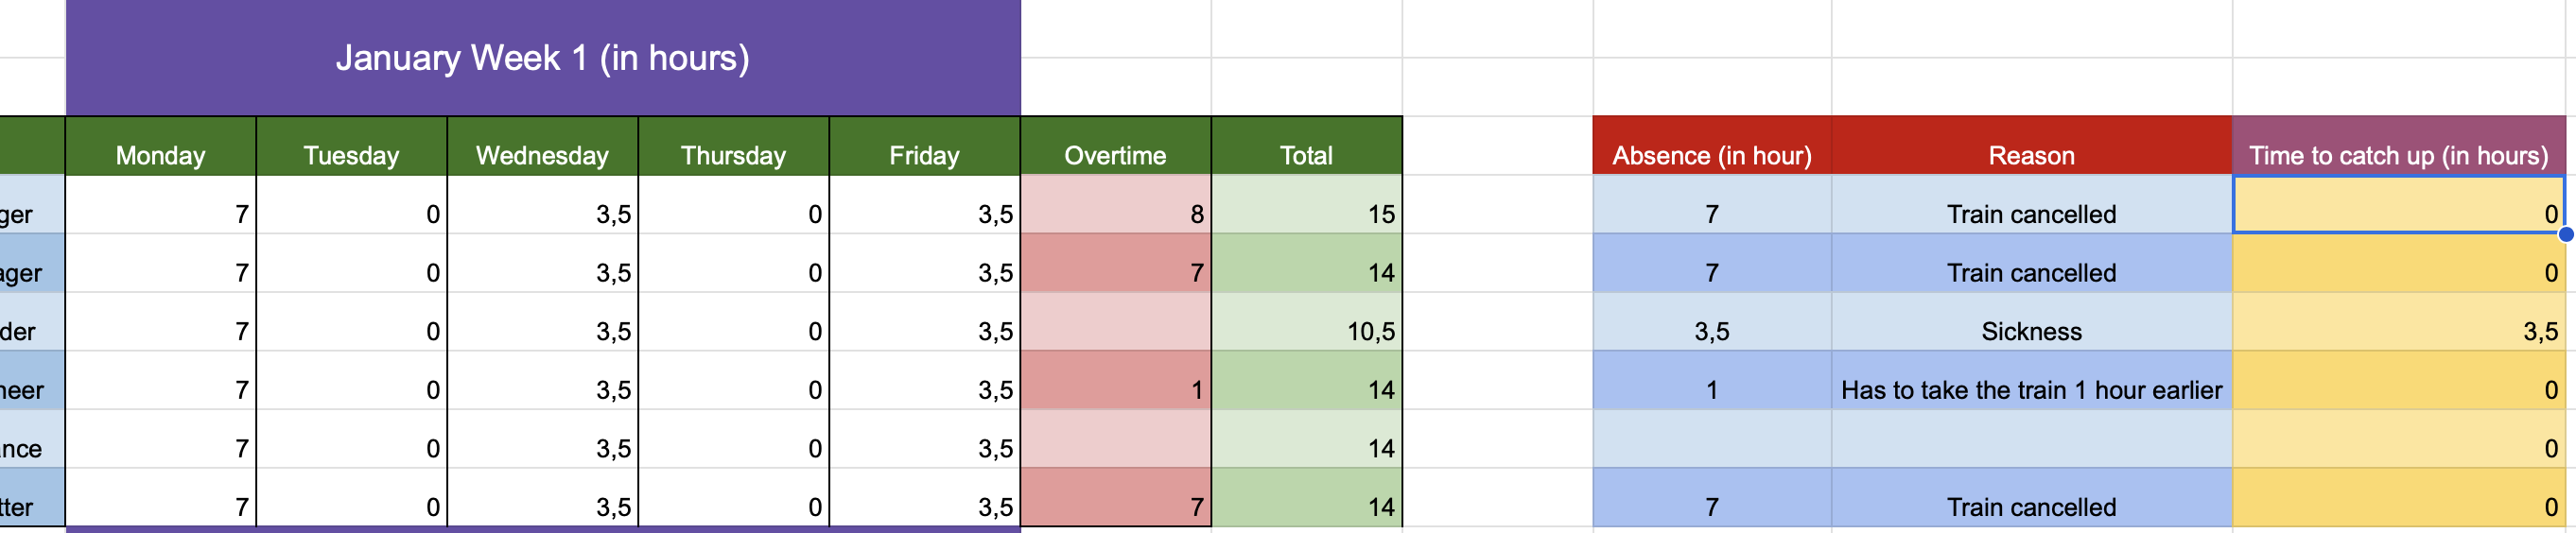 January Week 1 (in hours)
Monday Tuesday Wednesday Thursday Friday Overtime Total Absence (in hour) Reason Time to catch up (in hours)
ger 7 0 3,5 0 3,5 8 15 7 Train cancelled 0
ager 7 0 3,5 0 3,5 7 14 7 Train cancelled 0
der 7 0 3,5 0 3,5 10,5 3,5 Sickness 3,5
neer 7 0 3,5 0 3,5 1 14 1 Has to take the train 1 hour earlier 0
nce 7 0 3,5 0 3,5 14 0
tter 7 0 3,5 0 3,5 7 14 7 Train cancelled 0